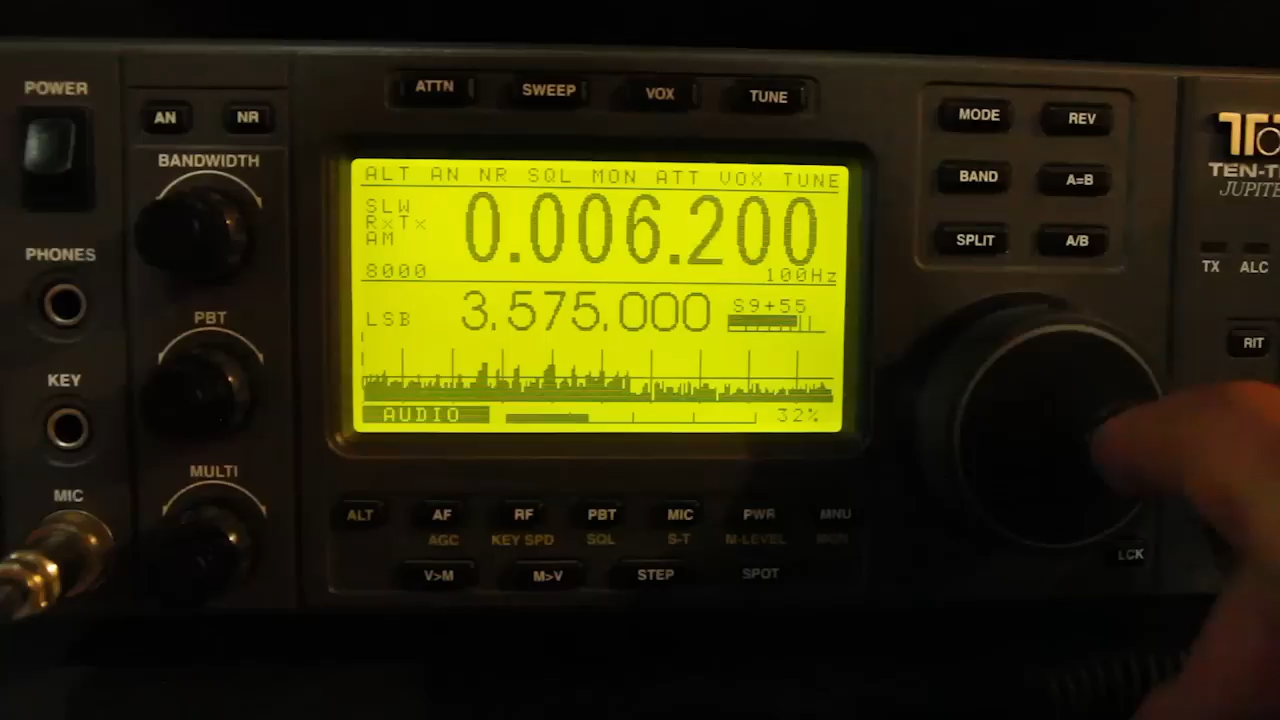 POWER
AN
NR
BANDWIDTH
PHONES
PBT
KEY
MULTI
MIC
ATTN SWEEP VOX TUNE
ALT AN NR SQL MON ATT VOX TUNE
SLW
RxTx
AM
0.006.200
8000
100Hz
LSB
3.575.000
S9+55
AUDIO
32%
ALT AF RF PBT MIC PWR MNU
AGC KEY SPD SQL S-T M-LEVEL
V>M M>V STEP SPOT
MODE REV
BAND A=B
SPLIT A/B
LCK
TX ALC
RIT